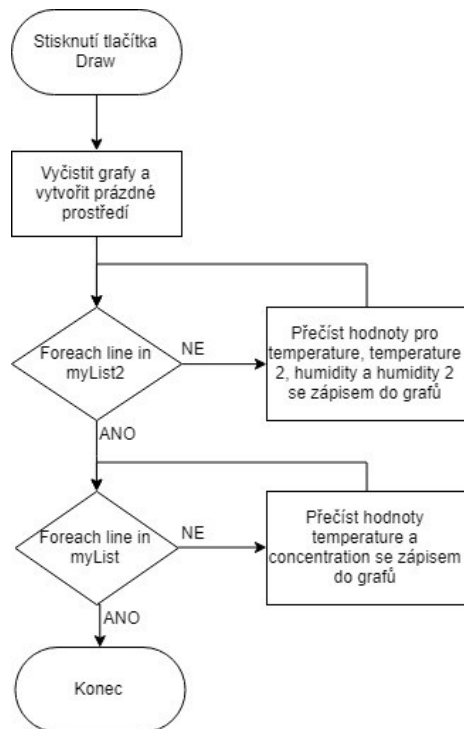 Stisknutí tlačítka
Draw
Vyčistit grafy a
vytvořit prázdné
prostředí
Foreach line in
myList2
NE
Přečíst hodnoty pro
temperature, temperature
2, humidity a humidity 2
se zápisem do grafů
ANO
Foreach line in
myList
NE
Přečíst hodnoty
temperature a
concentration se zápisem
do grafů
ANO
Konec